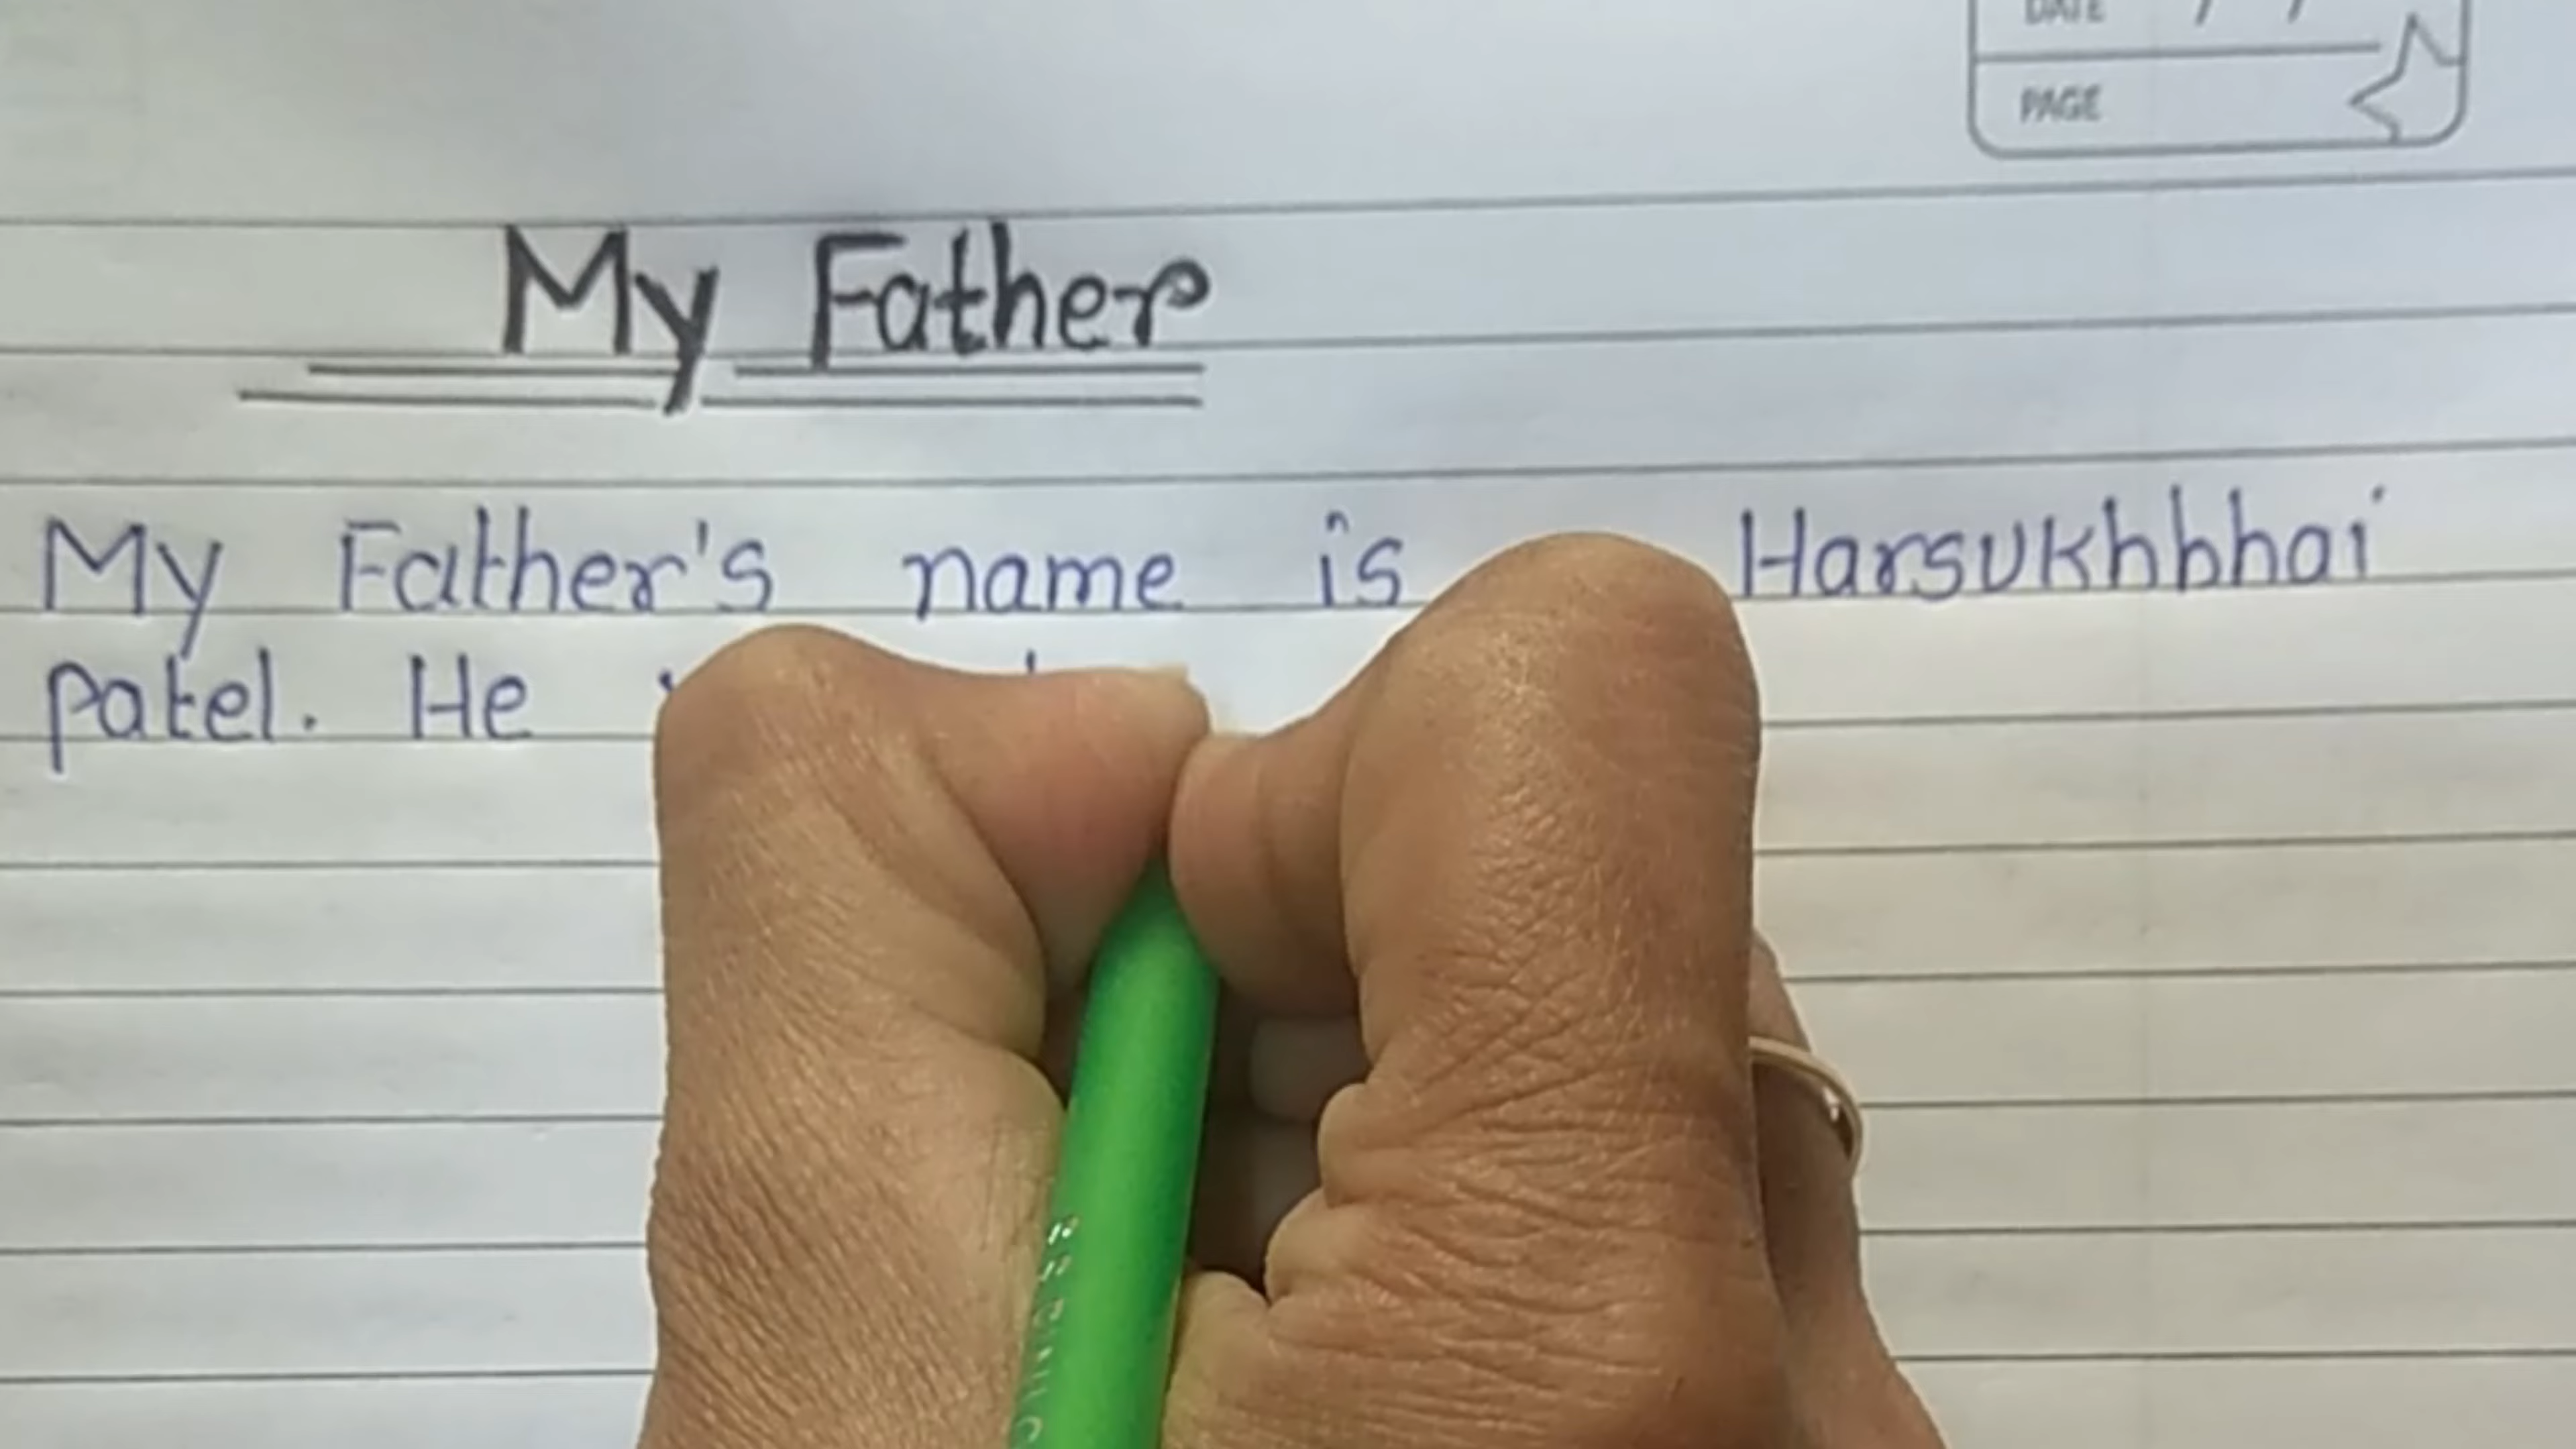 DATE / /
PAGE
My Father
My Father's name is Harsukhbhai
patel. He